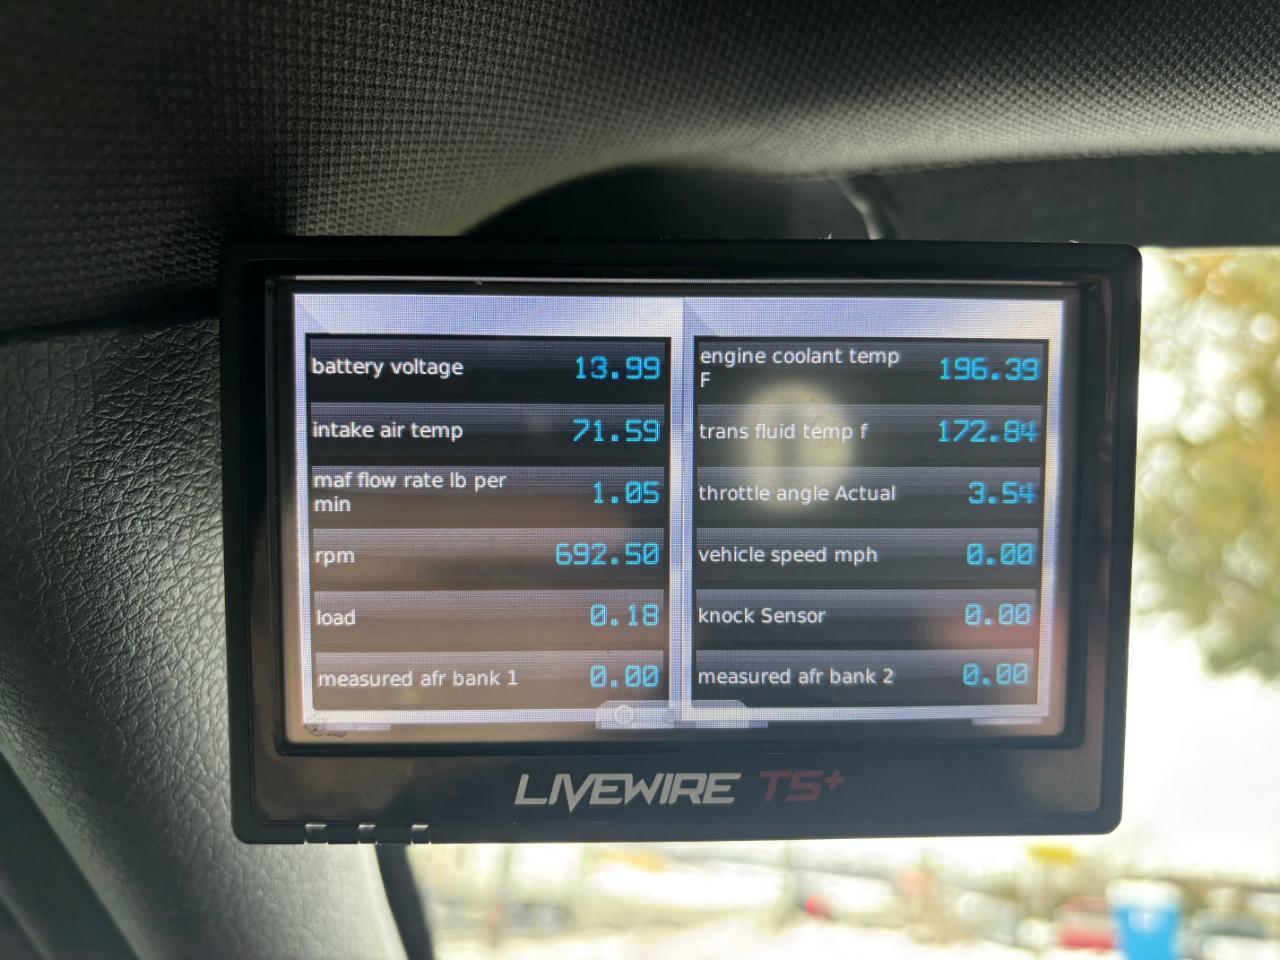 battery voltage 13.99
intake air temp 71.59
maf flow rate lb per
min 1.05
rpm 692.50
load 0.18
measured afr bank 1 0.00
engine coolant temp
F 196.39
trans fluid temp f 172.84
throttle angle Actual 3.54
vehicle speed mph 0.00
knock Sensor 0.00
measured afr bank 2 0.00
LIVEWIRE TS+